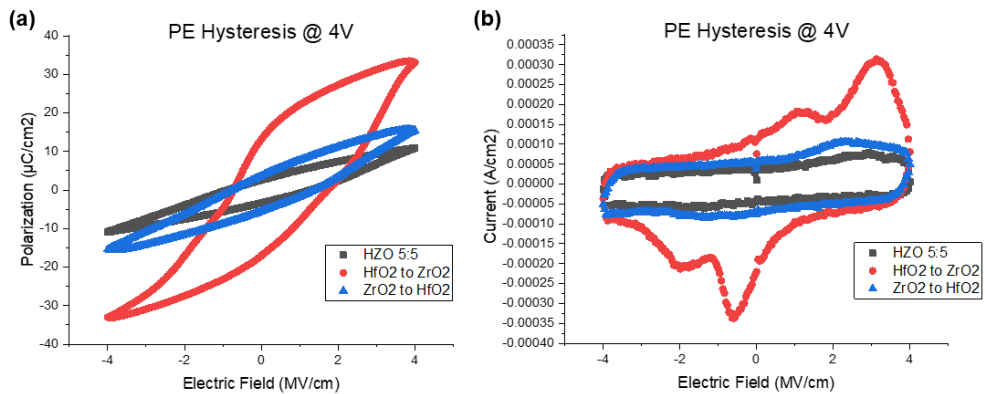 (a)
PE Hysteresis @ 4V
40
30
20
10
0
-10
-20
-30
-40
Polarization (μC/cm2)
-4
-2
0
2
4
Electric Field (MV/cm)
HZO 5:5
HfO2 to ZrO2
ZrO2 to HfO2
(b)
PE Hysteresis @ 4V
0.00035
0.00030
0.00025
0.00020
0.00015
0.00010
0.00005
0.00000
-0.00005
-0.00010
-0.00015
-0.00020
-0.00025
-0.00030
-0.00035
-0.00040
Current (A/cm2)
-4
-2
0
2
4
Electric Field (MV/cm)
HZO 5:5
HfO2 to ZrO2
ZrO2 to HfO2